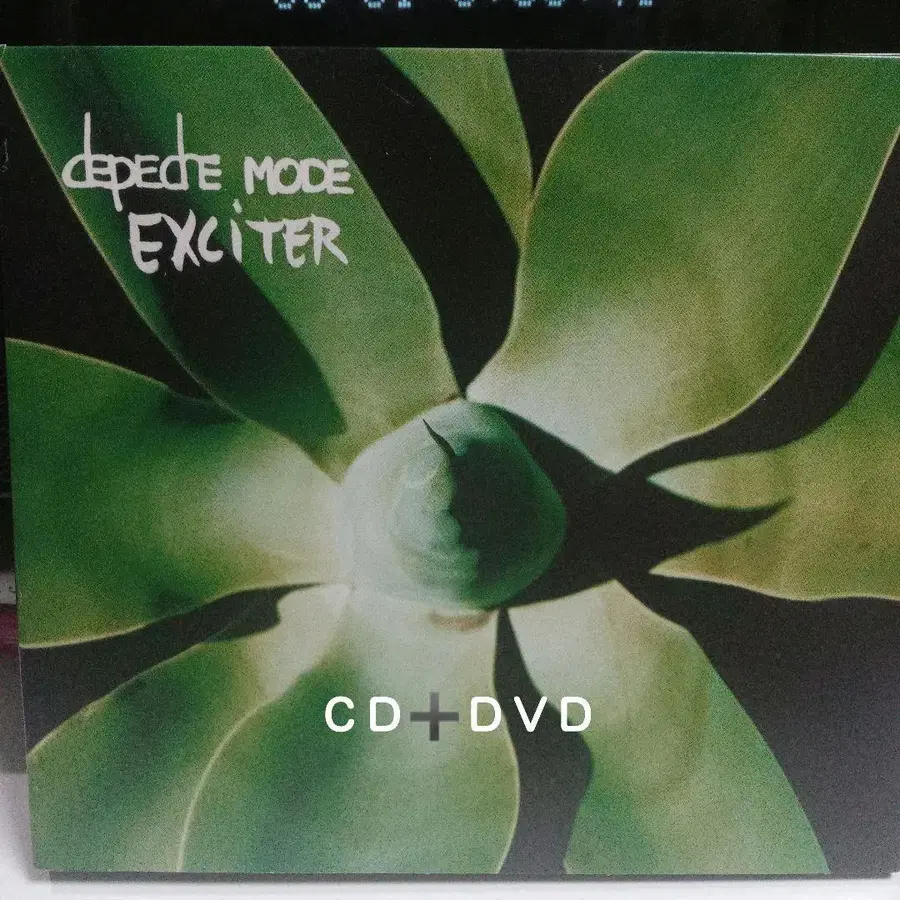 depeche MODE
EXCiTER
CD➕DVD